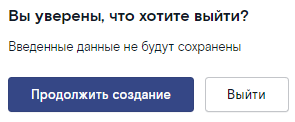 Вы уверены, что хотите выйти?
Введенные данные не будут сохранены
Продолжить создание
Выйти